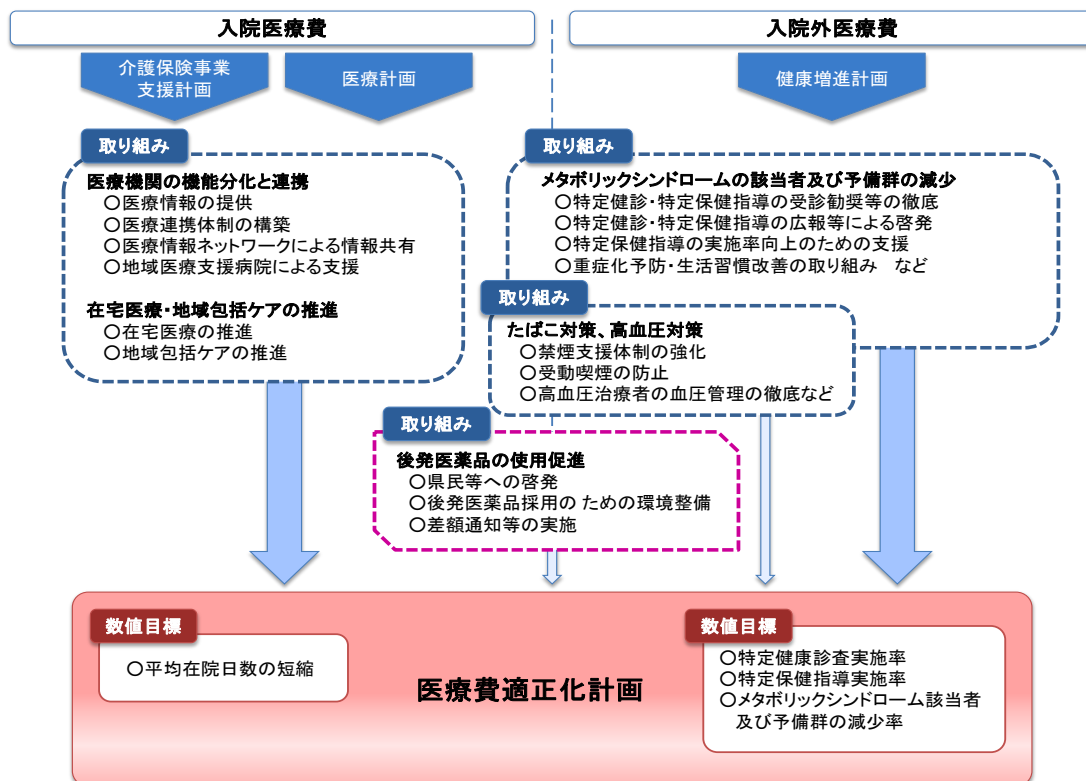 入院医療費
入院外医療費
介護保険事業
支援計画
医療計画
健康増進計画
取り組み
医療機関の機能分化と連携
〇医療情報の提供
〇医療連携体制の構築
〇医療情報ネットワークによる情報共有
〇地域医療支援病院による支援
在宅医療・地域包括ケアの推進
〇在宅医療の推進
〇地域包括ケアの推進
取り組み
メタボリックシンドロームの該当者及び予備群の減少
〇特定健診・特定保健指導の受診勧奨等の徹底
〇特定健診・特定保健指導の広報等による啓発
〇特定保健指導の実施率向上のための支援
〇重症化予防・生活習慣改善の取り組み など
取り組み
たばこ対策、高血圧対策
〇禁煙支援体制の強化
〇受動喫煙の防止
〇高血圧治療者の血圧管理の徹底など
取り組み
後発医薬品の使用促進
〇県民等への啓発
〇後発医薬品採用の ための環境整備
〇差額通知等の実施
数値目標
〇平均在院日数の短縮
医療費適正化計画
数値目標
〇特定健康診査実施率
〇特定保健指導実施率
〇メタボリックシンドローム該当者
及び予備群の減少率